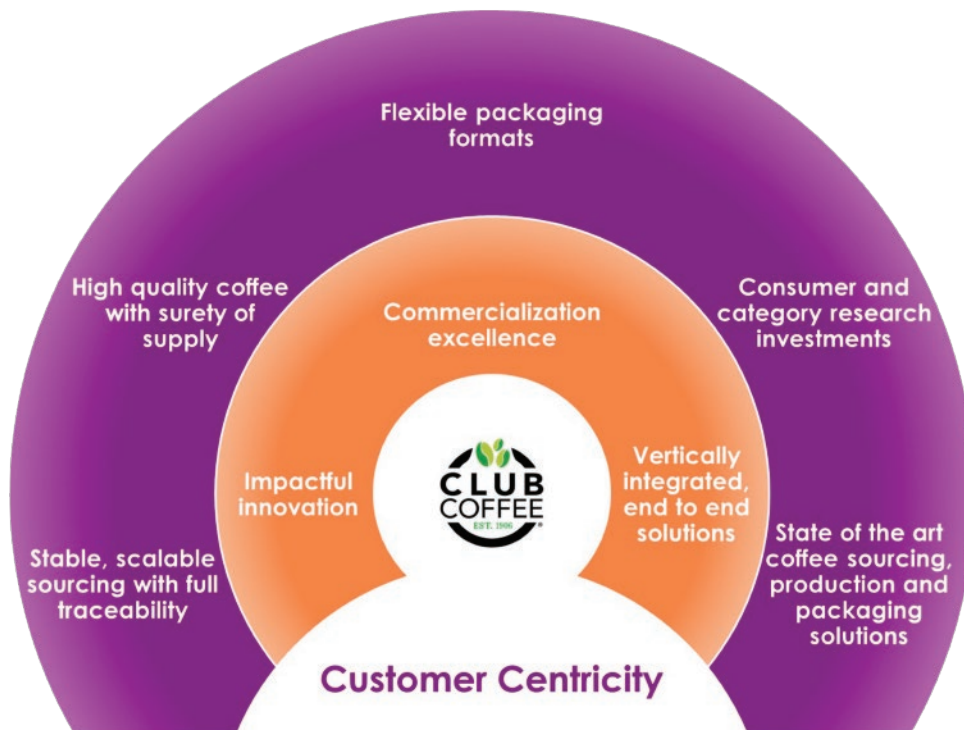 Flexible packaging
formats
High quality coffee
with surety of
supply
Commercialization
excellence
Consumer and
category research
investments
Impactful
innovation
CLUB
COFFEE
EST. 1906
®
Vertically
integrated,
end to end
solutions
Stable, scalable
sourcing with full
traceability
State of the art
coffee sourcing,
production and
packaging
solutions
Customer Centricity